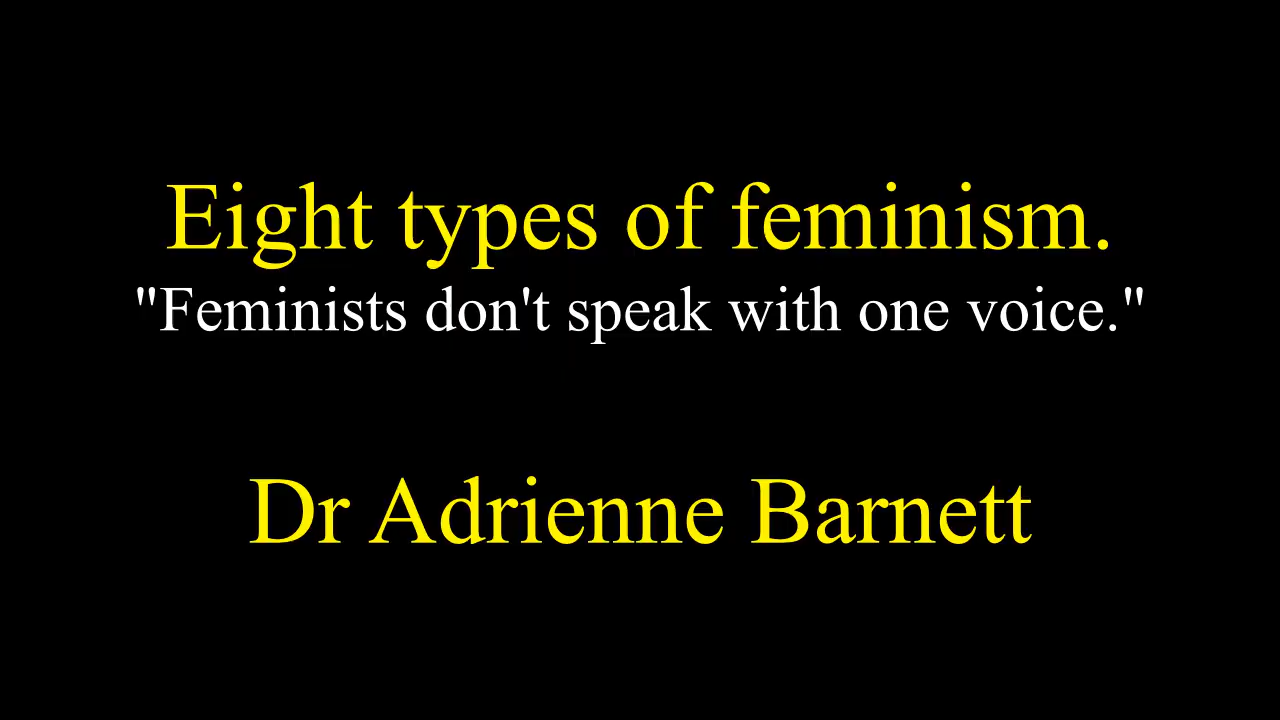 Eight types of feminism.
"Feminists don't speak with one voice."
Dr Adrienne Barnett